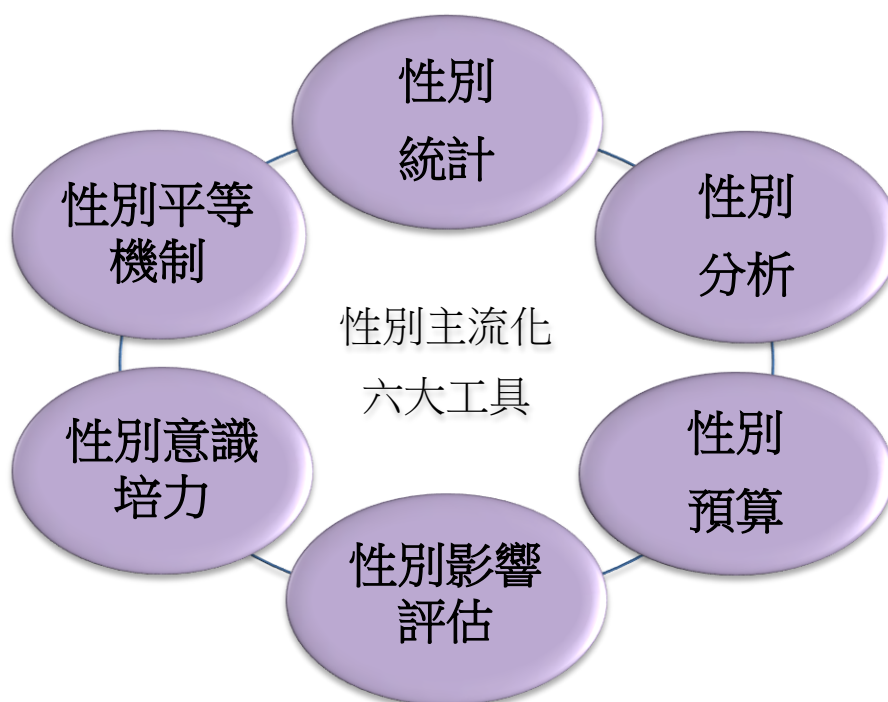 性別
統計
性別
分析
性別
預算
性別影響
評估
性別意識
培力
性別平等
機制
性別主流化
六大工具